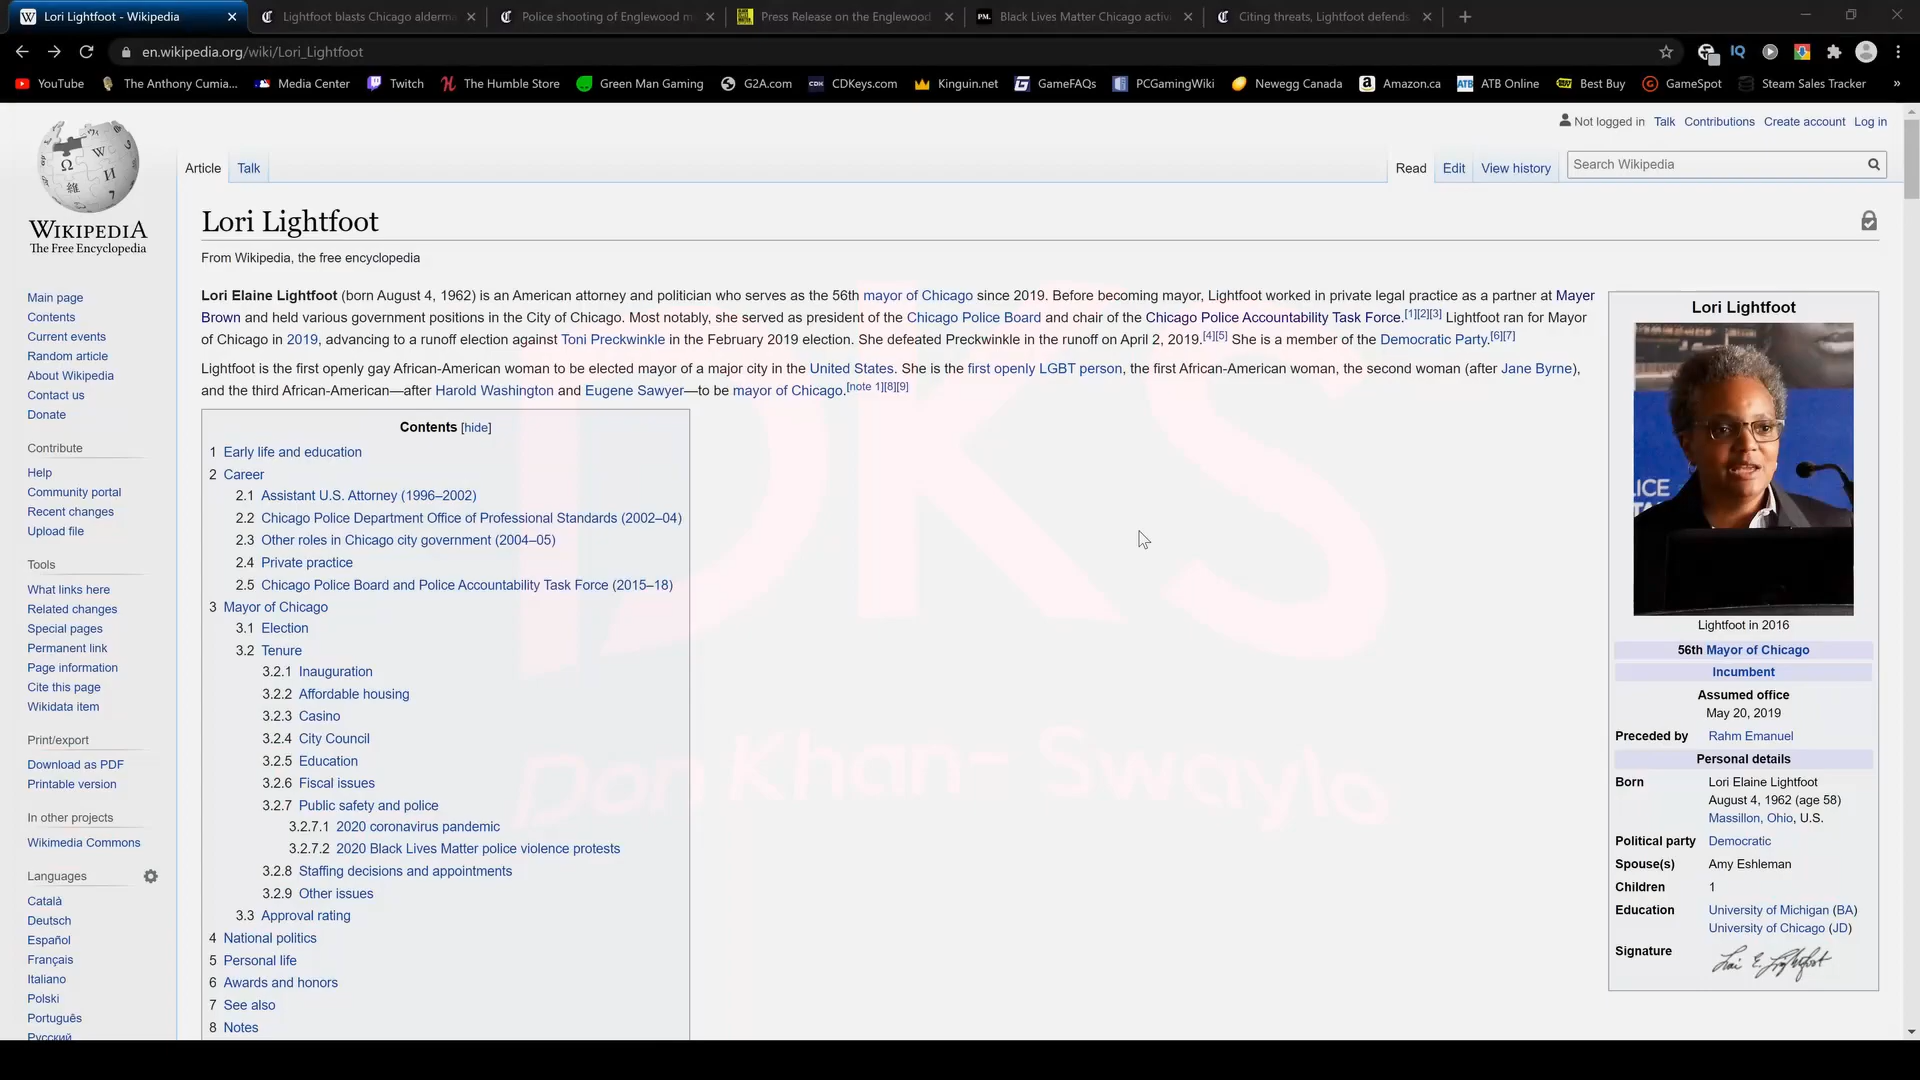 Lori Lightfoot - Wikipedia
Lightfoot blasts Chicago alderma
Police shooting of Englewood m
Press Release on the Englewood
PM. Black Lives Matter Chicago activ
Citing threats, Lightfoot defends
en.wikipedia.org/wiki/Lori_Lightfoot
YouTube The Anthony Cumia... Media Center Twitch The Humble Store Green Man Gaming G2A.com CDKeys.com Kinguin.net GameFAQs PCGamingWiki Newegg Canada Amazon.ca ATB Online Best Buy GameSpot Steam Sales Tracker »
Not logged in Talk Contributions Create account Log in
Article Talk Read Edit View history Search Wikipedia
WIKIPEDIA
The Free Encyclopedia
Main page
Contents
Current events
Random article
About Wikipedia
Contact us
Donate
Contribute
Help
Community portal
Recent changes
Upload file
Tools
What links here
Related changes
Special pages
Permanent link
Page information
Cite this page
Wikidata item
Print/export
Download as PDF
Printable version
In other projects
Wikimedia Commons
Languages
Català
Deutsch
Español
Français
Italiano
Polski
Português
Русский
Lori Lightfoot
From Wikipedia, the free encyclopedia
Lori Elaine Lightfoot (born August 4, 1962) is an American attorney and politician who serves as the 56th mayor of Chicago since 2019. Before becoming mayor, Lightfoot worked in private legal practice as a partner at Mayer
Brown and held various government positions in the City of Chicago. Most notably, she served as president of the Chicago Police Board and chair of the Chicago Police Accountability Task Force.[1][2][3] Lightfoot ran for Mayor
of Chicago in 2019, advancing to a runoff election against Toni Preckwinkle in the February 2019 election. She defeated Preckwinkle in the runoff on April 2, 2019.[4][5] She is a member of the Democratic Party.[6][7]
Lightfoot is the first openly gay African-American woman to be elected mayor of a major city in the United States. She is the first openly LGBT person, the first African-American woman, the second woman (after Jane Byrne),
and the third African-American—after Harold Washington and Eugene Sawyer—to be mayor of Chicago.[note 1][8][9]
Contents [hide]
1 Early life and education
2 Career
2.1 Assistant U.S. Attorney (1996–2002)
2.2 Chicago Police Department Office of Professional Standards (2002–04)
2.3 Other roles in Chicago city government (2004–05)
2.4 Private practice
2.5 Chicago Police Board and Police Accountability Task Force (2015–18)
3 Mayor of Chicago
3.1 Election
3.2 Tenure
3.2.1 Inauguration
3.2.2 Affordable housing
3.2.3 Casino
3.2.4 City Council
3.2.5 Education
3.2.6 Fiscal issues
3.2.7 Public safety and police
3.2.7.1 2020 coronavirus pandemic
3.2.7.2 2020 Black Lives Matter police violence protests
3.2.8 Staffing decisions and appointments
3.2.9 Other issues
3.3 Approval rating
4 National politics
5 Personal life
6 Awards and honors
7 See also
8 Notes
DKS
Don Khan-Swayla
Lori Lightfoot
Lightfoot in 2016
56th Mayor of Chicago
Incumbent
Assumed office
May 20, 2019
Preceded by Rahm Emanuel
Personal details
Born Lori Elaine Lightfoot
August 4, 1962 (age 58)
Massillon, Ohio, U.S.
Political party Democratic
Spouse(s) Amy Eshleman
Children 1
Education University of Michigan (BA)
University of Chicago (JD)
Signature